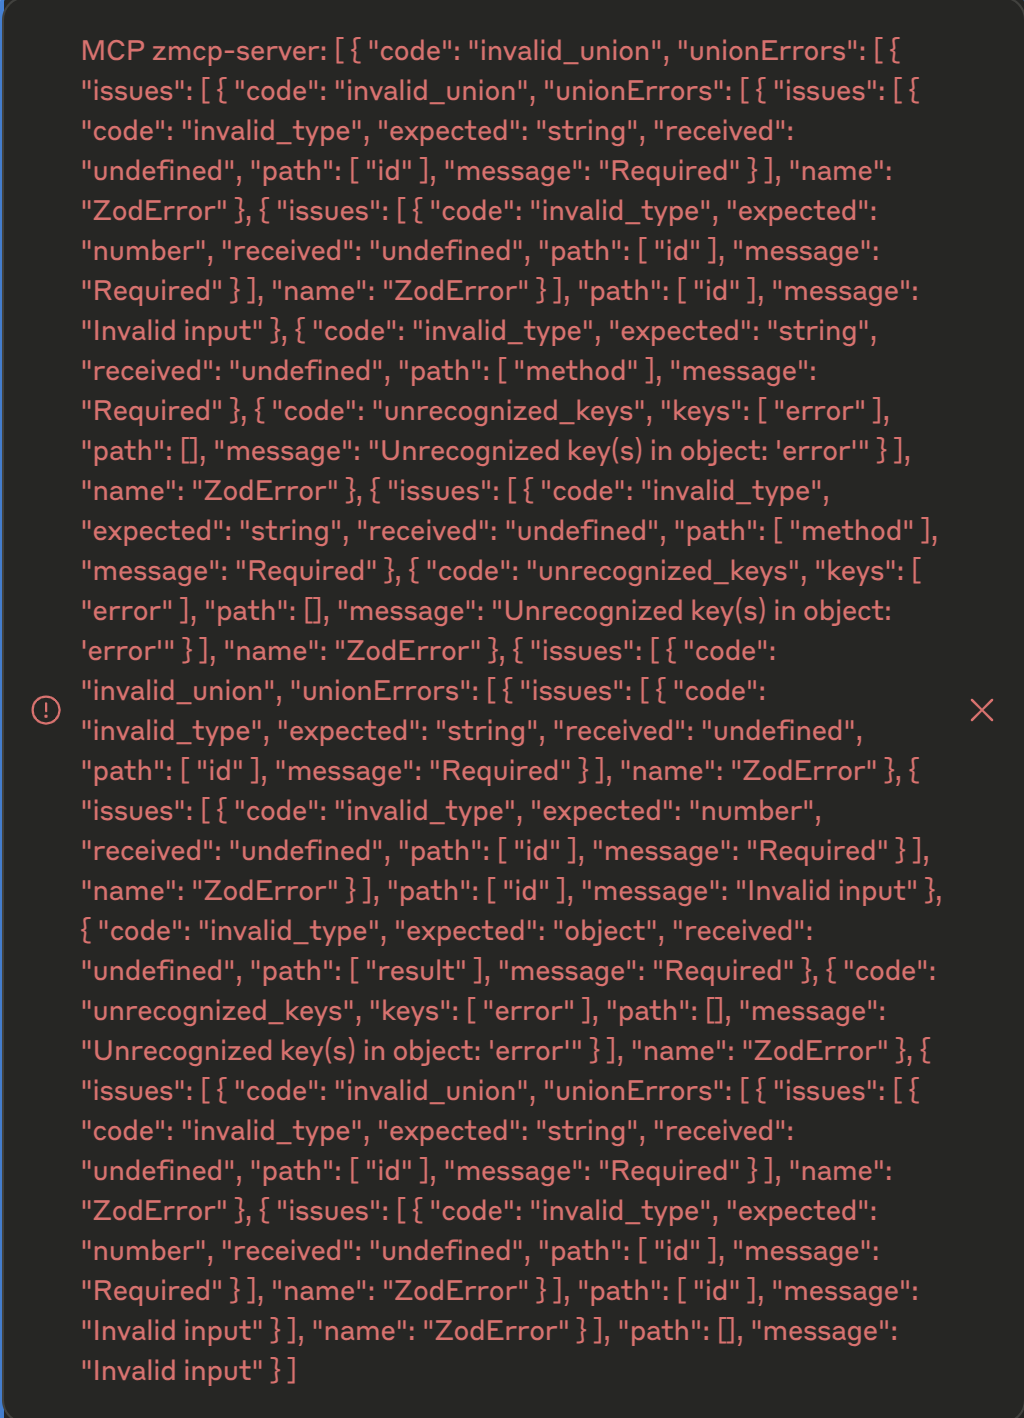 MCP zmcp-server: [ { "code": "invalid_union", "unionErrors": [ {
"issues": [ { "code": "invalid_union", "unionErrors": [ { "issues": [ {
"code": "invalid_type", "expected": "string", "received":
"undefined", "path": [ "id" ], "message": "Required" } ], "name":
"ZodError" }, { "issues": [ { "code": "invalid_type", "expected":
"number", "received": "undefined", "path": [ "id" ], "message":
"Required" } ], "name": "ZodError" } ], "path": [ "id" ], "message":
"Invalid input" }, { "code": "invalid_type", "expected": "string",
"received": "undefined", "path": [ "method" ], "message":
"Required" }, { "code": "unrecognized_keys", "keys": [ "error" ],
"path": [], "message": "Unrecognized key(s) in object: 'error'" } ],
"name": "ZodError" }, { "issues": [ { "code": "invalid_type",
"expected": "string", "received": "undefined", "path": [ "method" ],
"message": "Required" }, { "code": "unrecognized_keys", "keys": [
"error" ], "path": [], "message": "Unrecognized key(s) in object:
'error'" } ], "name": "ZodError" }, { "issues": [ { "code":
"invalid_union", "unionErrors": [ { "issues": [ { "code":
"invalid_type", "expected": "string", "received": "undefined",
"path": [ "id" ], "message": "Required" } ], "name": "ZodError" }, {
"issues": [ { "code": "invalid_type", "expected": "number",
"received": "undefined", "path": [ "id" ], "message": "Required" } ],
"name": "ZodError" } ], "path": [ "id" ], "message": "Invalid input" },
{ "code": "invalid_type", "expected": "object", "received":
"undefined", "path": [ "result" ], "message": "Required" }, { "code":
"unrecognized_keys", "keys": [ "error" ], "path": [], "message":
"Unrecognized key(s) in object: 'error'" } ], "name": "ZodError" }, {
"issues": [ { "code": "invalid_union", "unionErrors": [ { "issues": [ {
"code": "invalid_type", "expected": "string", "received":
"undefined", "path": [ "id" ], "message": "Required" } ], "name":
"ZodError" }, { "issues": [ { "code": "invalid_type", "expected":
"number", "received": "undefined", "path": [ "id" ], "message":
"Required" } ], "name": "ZodError" } ], "path": [ "id" ], "message":
"Invalid input" } ], "name": "ZodError" } ], "path": [], "message":
"Invalid input" } ]